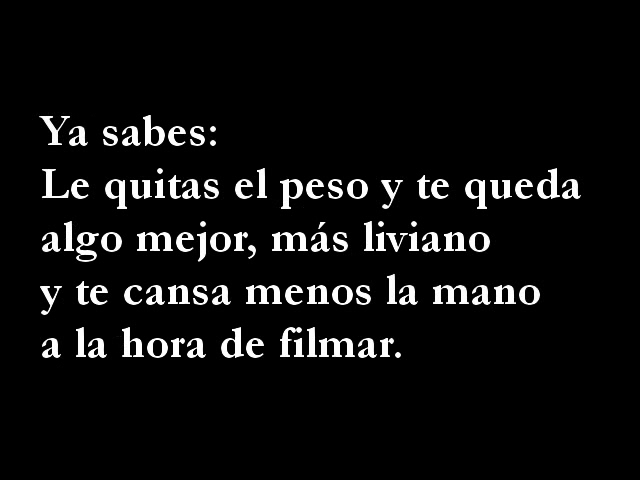 Ya sabes:
Le quitas el peso y te queda
algo mejor, más liviano
y te cansa menos la mano
a la hora de filmar.